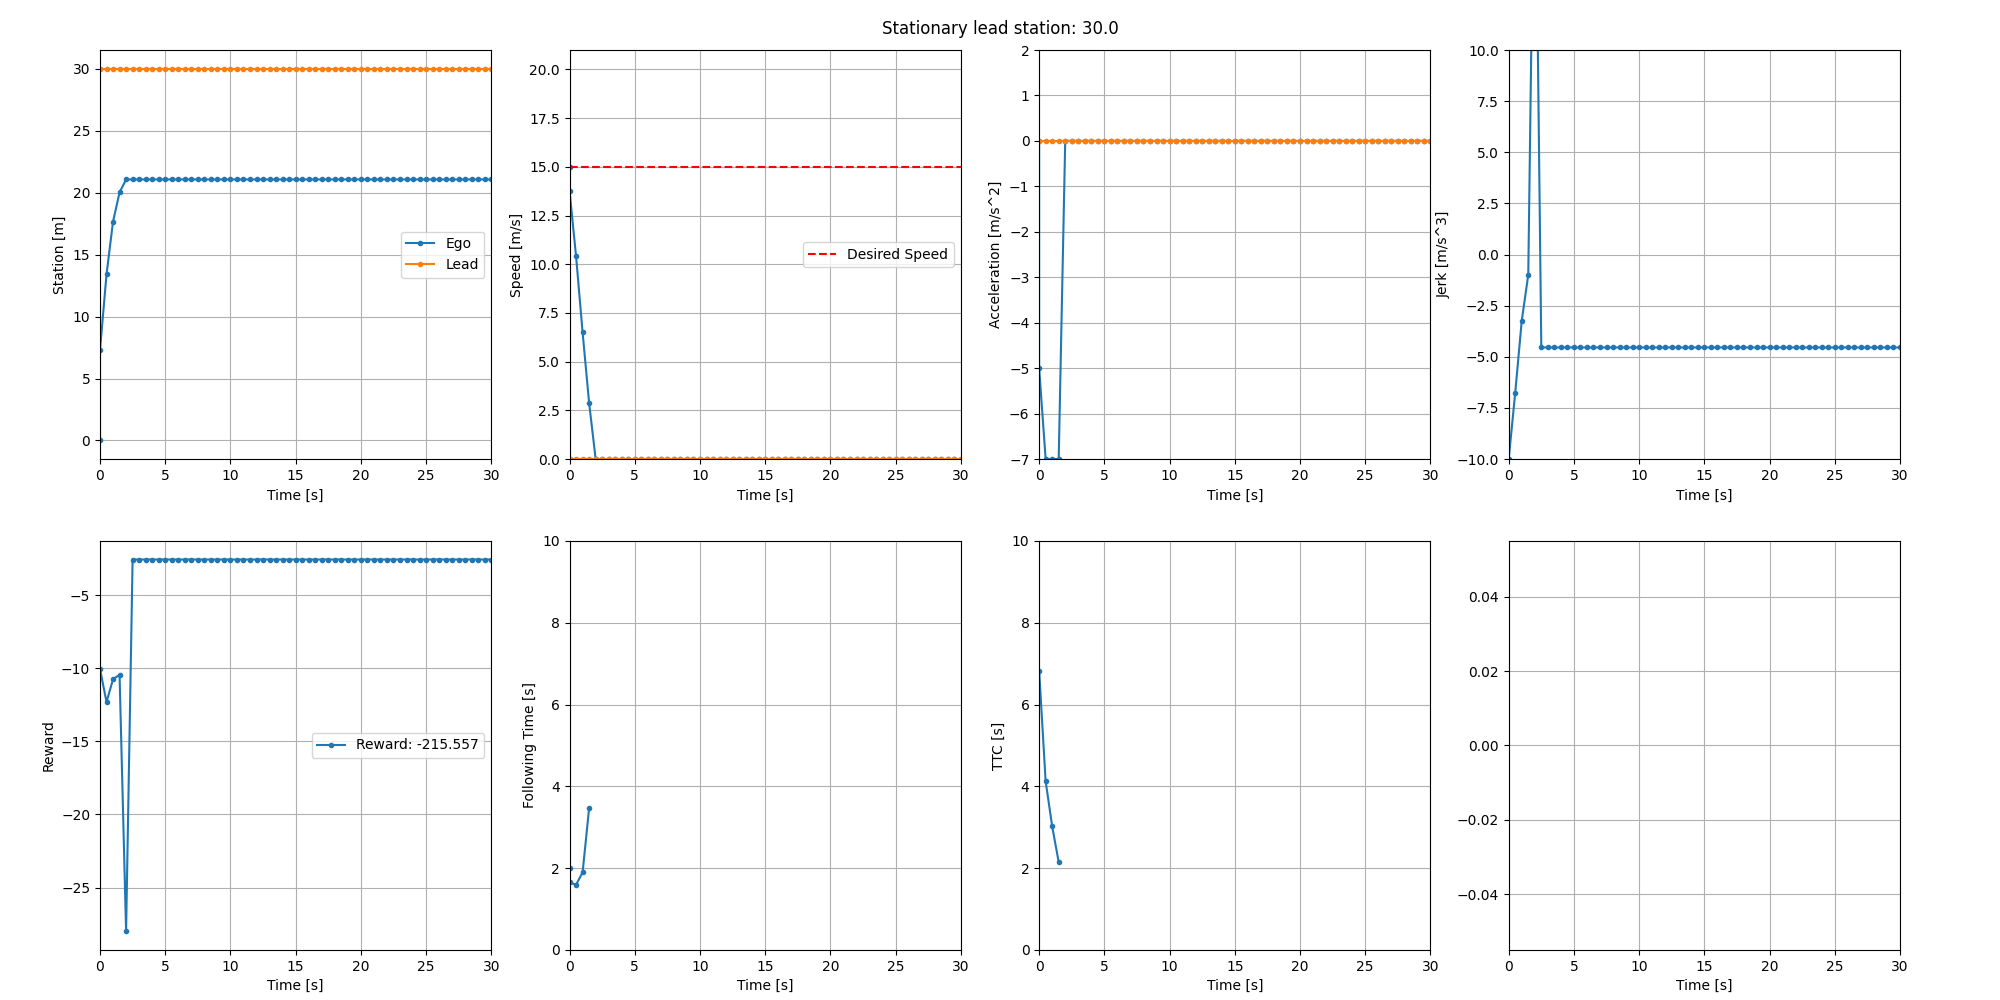 Stationary lead station: 30.0
30
25
20
15
10
5
0
Station [m]
Ego
Lead
0 5 10 15 20 25 30
Time [s]
20.0
17.5
15.0
12.5
10.0
7.5
5.0
2.5
0.0
Speed [m/s]
Desired Speed
0 5 10 15 20 25 30
Time [s]
2
1
0
−1
−2
−3
−4
−5
−6
−7
Acceleration [m/s^2]
0 5 10 15 20 25 30
Time [s]
10.0
7.5
5.0
2.5
0.0
−2.5
−5.0
−7.5
−10.0
Jerk [m/s^3]
0 5 10 15 20 25 30
Time [s]
−5
−10
−15
−20
−25
Reward
Reward: -215.557
0 5 10 15 20 25 30
Time [s]
10
8
6
4
2
0
Following Time [s]
0 5 10 15 20 25 30
Time [s]
10
8
6
4
2
0
TTC [s]
0 5 10 15 20 25 30
Time [s]
0.04
0.02
0.00
−0.02
−0.04
0 5 10 15 20 25 30
Time [s]